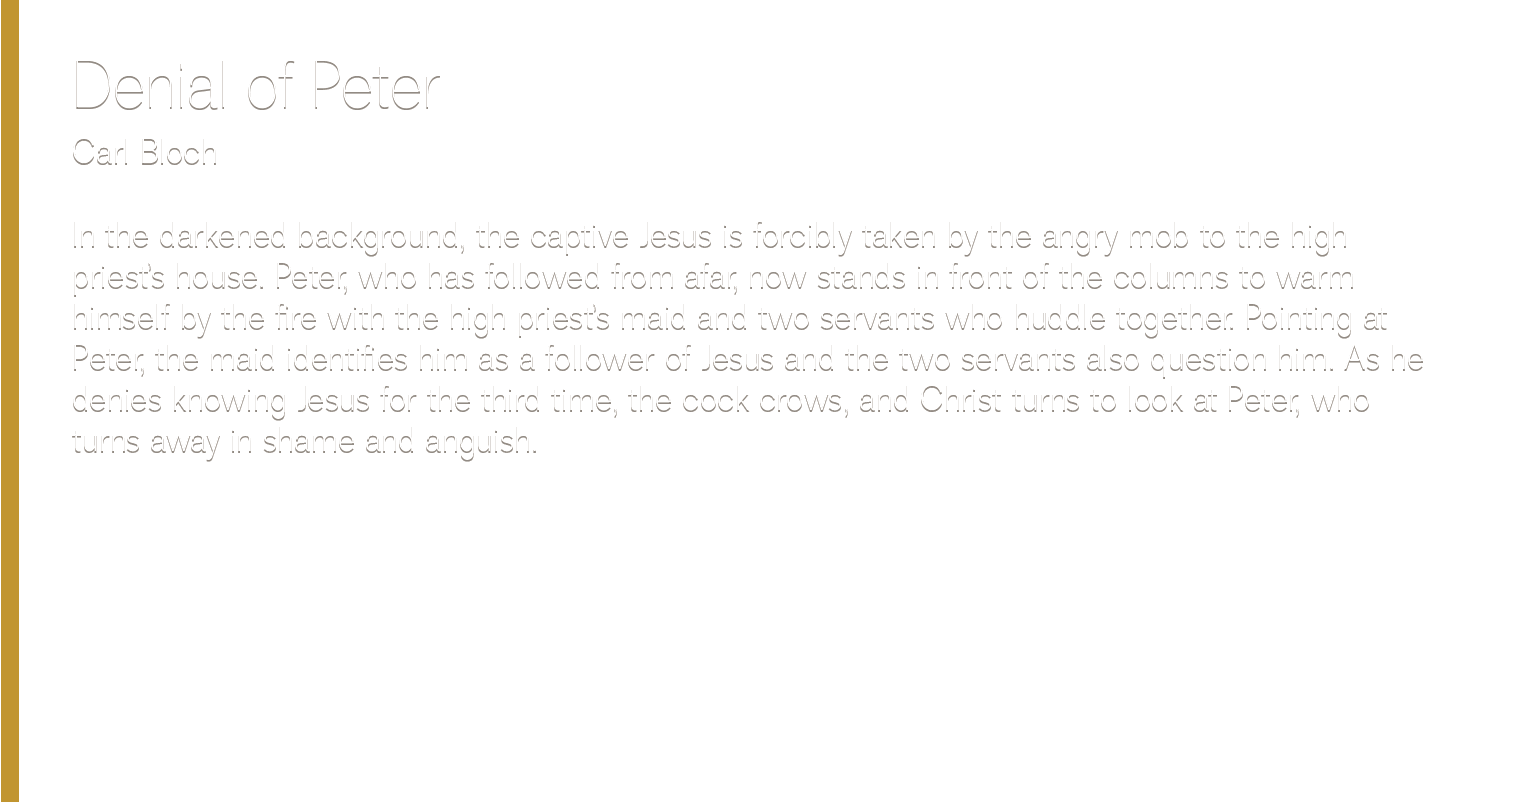 Denial of Peter
Carl Bloch
In the darkened background, the captive Jesus is forcibly taken by the angry mob to the high
priest's house. Peter, who has followed from afar, now stands in front of the columns to warm
himself by the fire with the high priest's maid and two servants who huddle together. Pointing at
Peter, the maid identifies him as a follower of Jesus and the two servants also question him. As he
denies knowing Jesus for the third time, the cock crows, and Christ turns to look at Peter, who
turns away in shame and anguish.